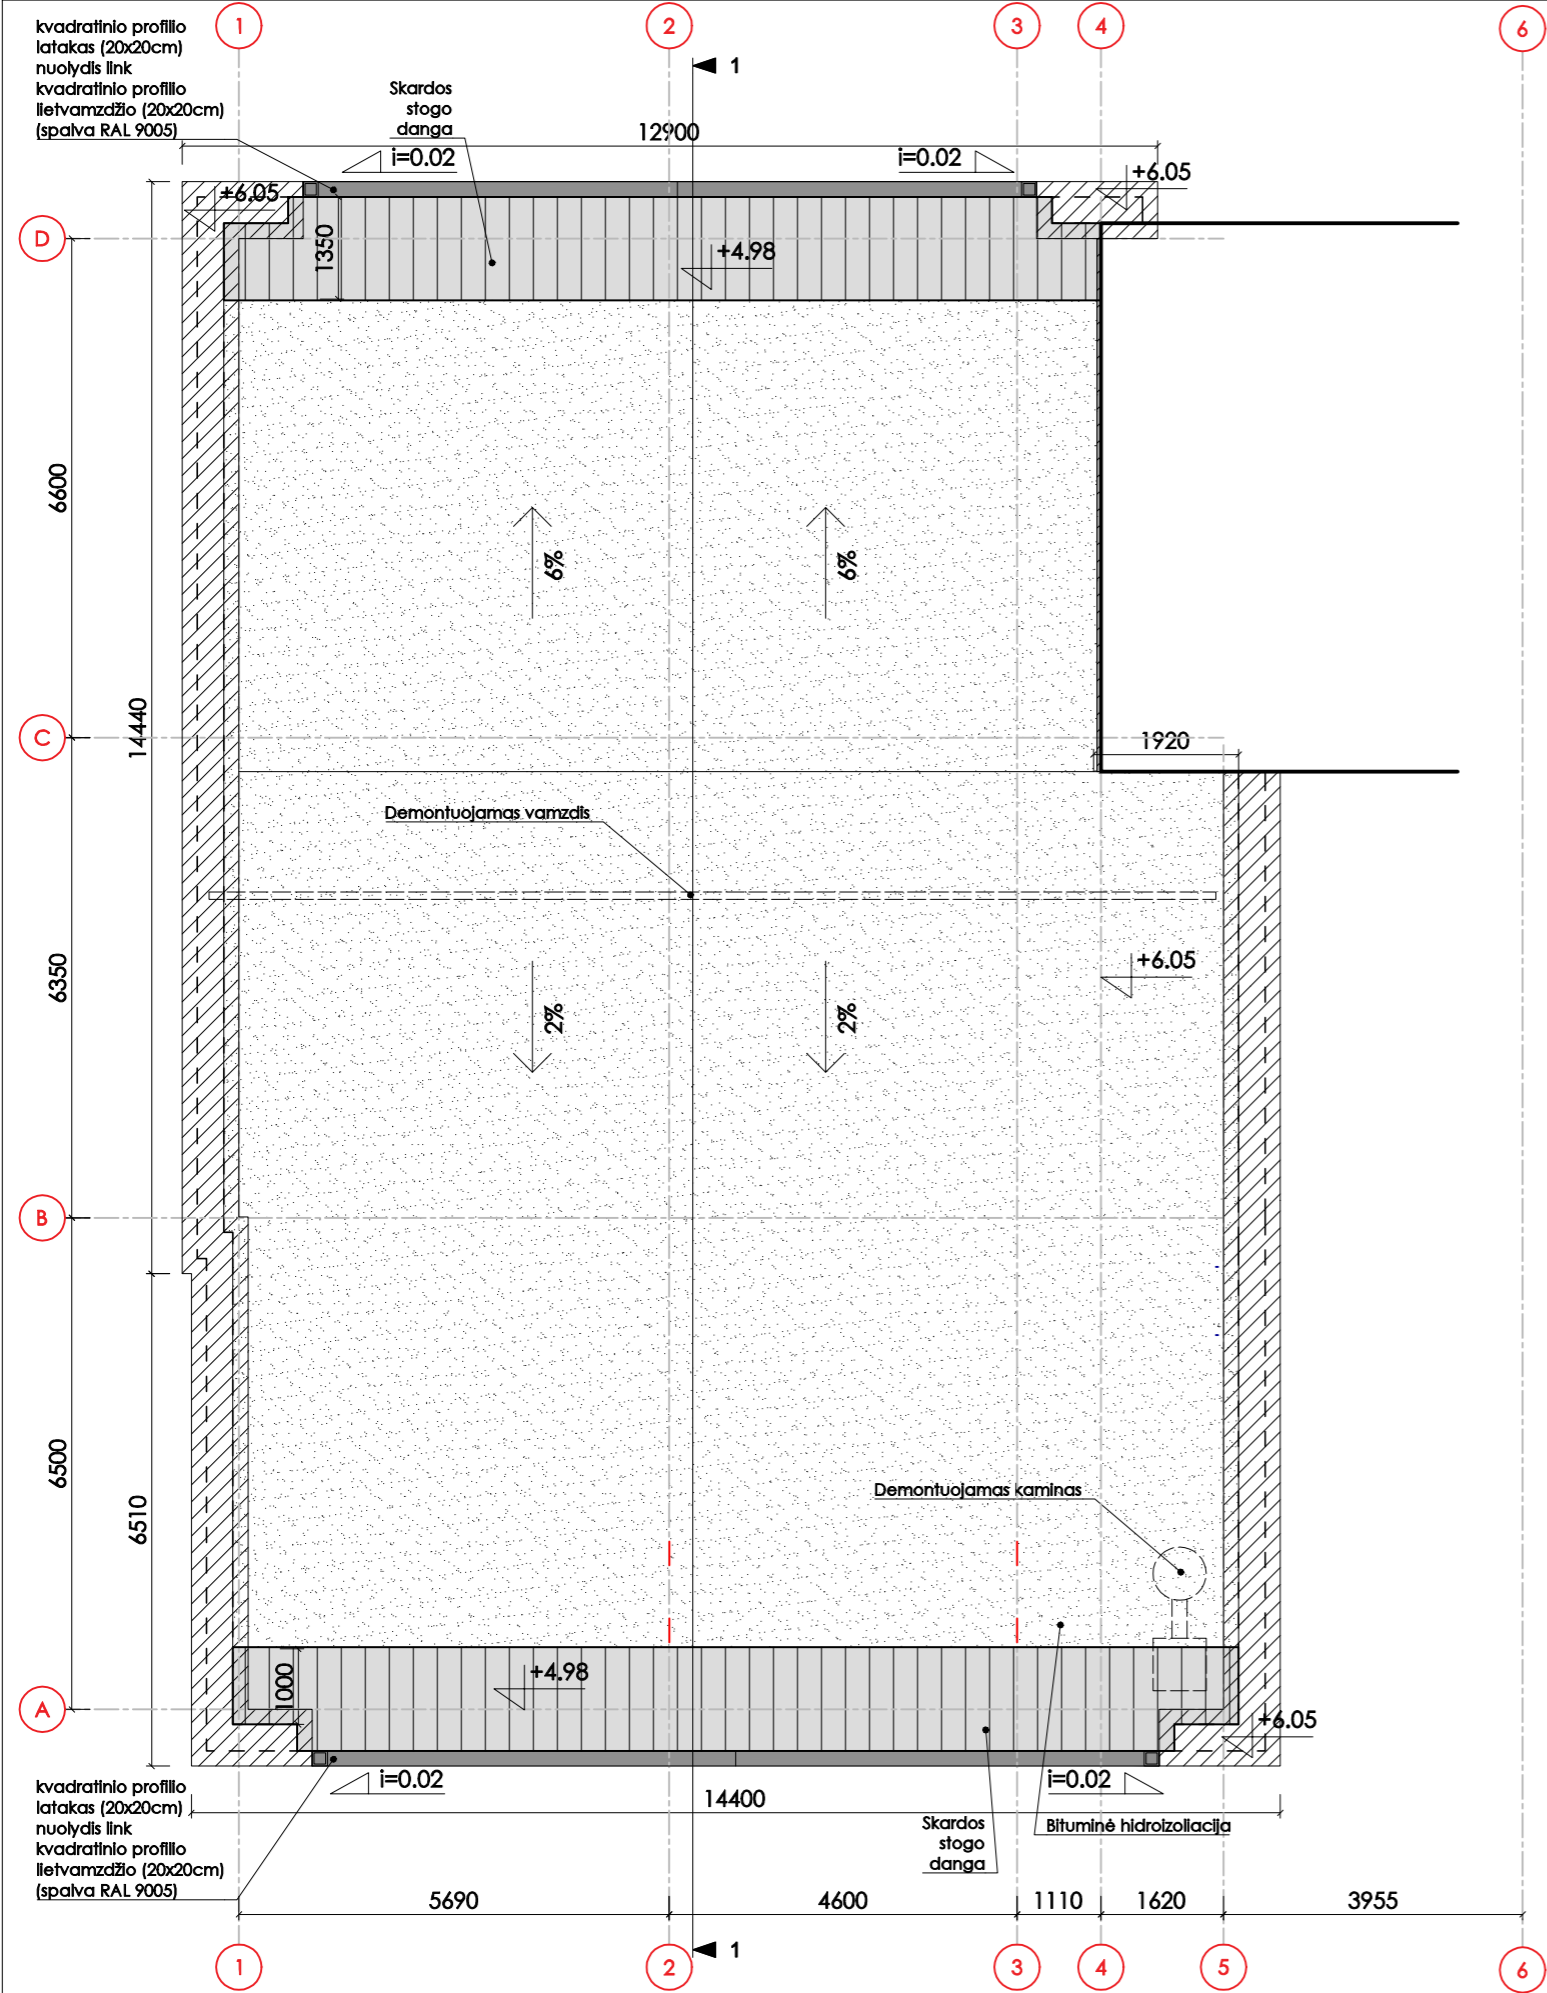 1
2
3
4
6
kvadratinio profilio
latakas (20x20cm)
nuolydis link
kvadratinio profilio
lietvamzdžio (20x20cm)
(spalva RAL 9005)
1
Skardos
stogo
danga
12900
i=0.02
i=0.02
+6.05
+6.05
D
1350
+4.98
6600
6%
6%
14440
C
1920
Demontuojamas vamzdis
6350
+6.05
2%
2%
B
6500
6510
Demontuojamas kaminas
1000
+4.98
A
+6.05
i=0.02
i=0.02
kvadratinio profilio
latakas (20x20cm)
nuolydis link
kvadratinio profilio
lietvamzdžio (20x20cm)
(spalva RAL 9005)
14400
Skardos
stogo
danga
Bituminė hidroizoliacija
5690
4600
1110
1620
3955
1
1
2
3
4
5
6